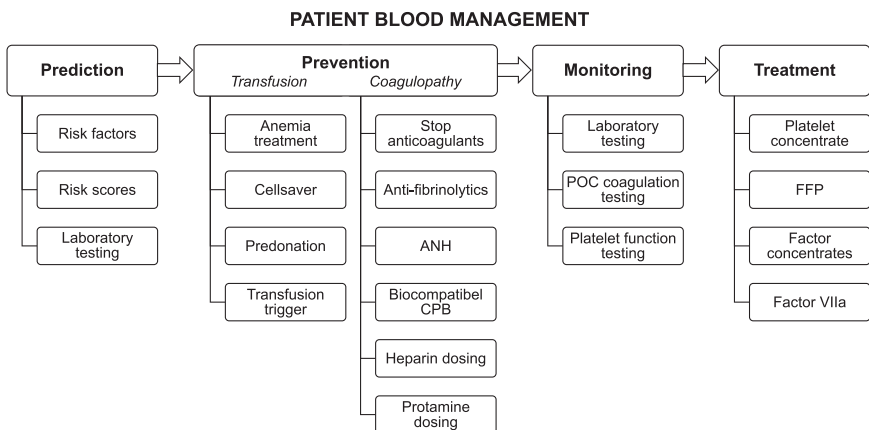 PATIENT BLOOD MANAGEMENT
Prediction
Risk factors
Risk scores
Laboratory
testing
Prevention
Transfusion
Coagulopathy
Anemia
treatment
Cellsaver
Predonation
Transfusion
trigger
Stop
anticoagulants
Anti-fibrinolytics
ANH
Biocompatibel
CPB
Heparin dosing
Protamine
dosing
Monitoring
Laboratory
testing
POC coagulation
testing
Platelet function
testing
Treatment
Platelet
concentrate
FFP
Factor
concentrates
Factor VIIa